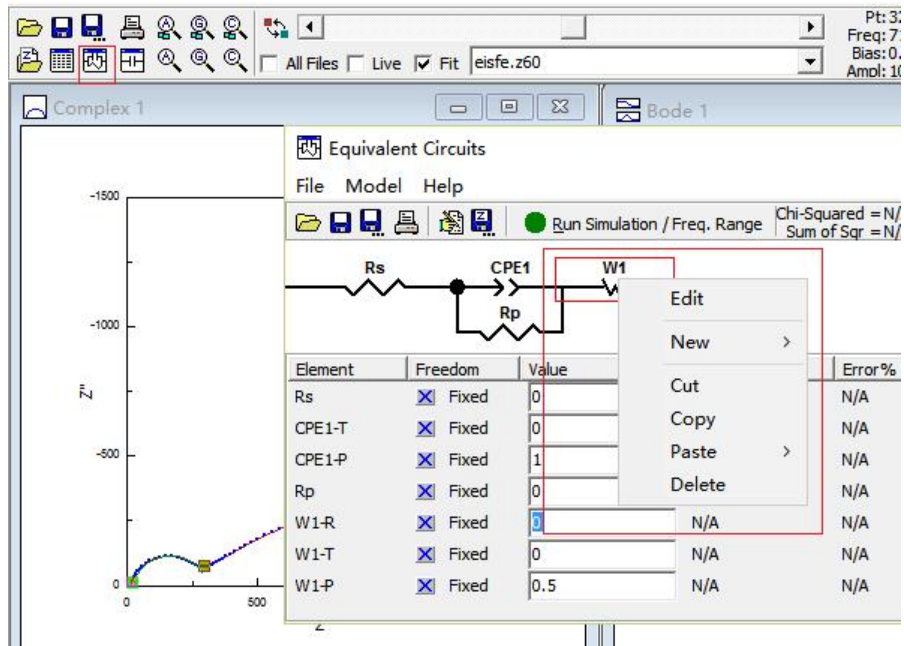 Pt: 32
Freq: 7
Bias: 0.
Ampl: 10
All Files Live Fit eisfe.z60
Complex 1
Bode 1
Equivalent Circuits
File Model Help
Run Simulation / Freq. Range
Chi-Squared = N/
Sum of Sqr = N/
Rs CPE1 W1
Rp
Edit
New
Cut
Copy
Paste
Delete
Element Freedom Value Error%
Rs Fixed 0 N/A
CPE1-T Fixed 0 N/A
CPE1-P Fixed 1 N/A
Rp Fixed 0 N/A
W1-R Fixed 0 N/A N/A
W1-T Fixed 0 N/A N/A
W1-P Fixed 0.5 N/A N/A
-1500
-1000
-500
0
Z''
0 500